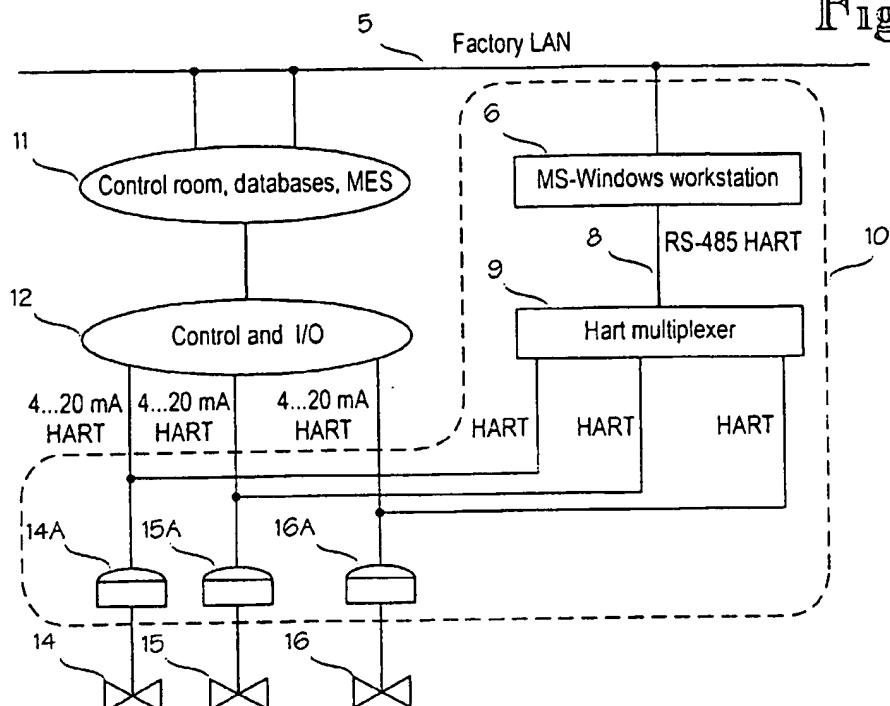 Fig
5
Factory LAN
11
6
Control room, databases, MES
MS-Windows workstation
8
RS-485 HART
10
9
12
Control and I/O
Hart multiplexer
4...20 mA
HART
4...20 mA
HART
4...20 mA
HART
HART
HART
HART
14A
15A
16A
14
15
16